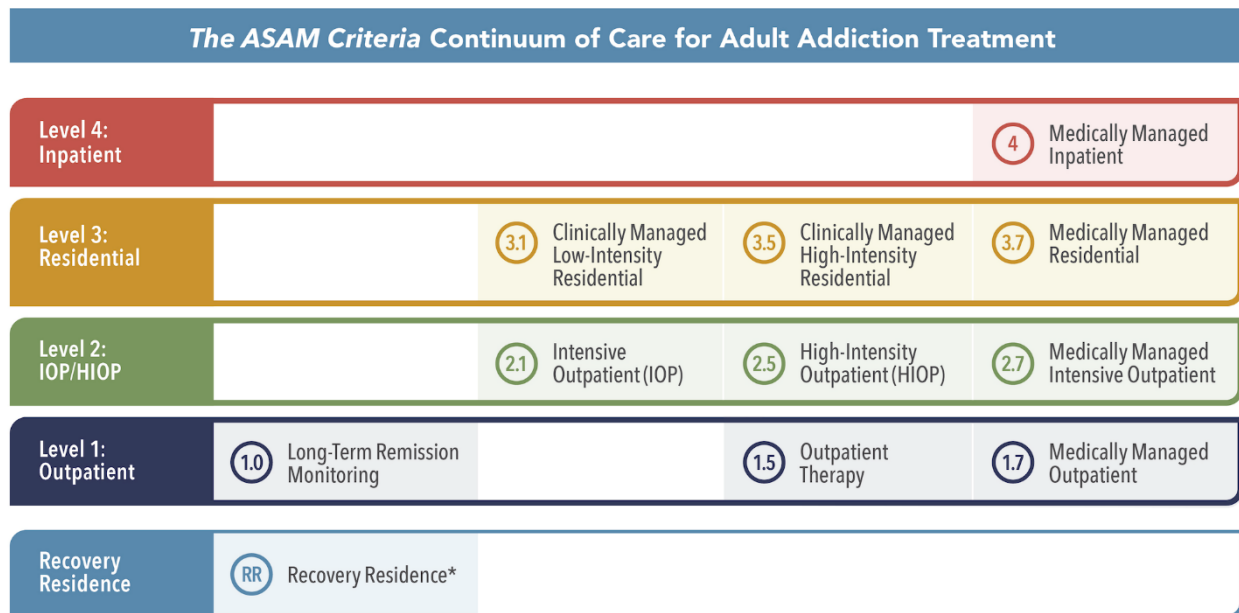 The ASAM Criteria Continuum of Care for Adult Addiction Treatment
Level 4:
Inpatient
4
Medically Managed
Inpatient
Level 3:
Residential
3.1
Clinically Managed
Low-Intensity
Residential
3.5
Clinically Managed
High-Intensity
Residential
3.7
Medically Managed
Residential
Level 2:
IOP/HIOP
2.1
Intensive
Outpatient (IOP)
2.5
High-Intensity
Outpatient (HIOP)
2.7
Medically Managed
Intensive Outpatient
Level 1:
Outpatient
1.0
Long-Term Remission
Monitoring
1.5
Outpatient
Therapy
1.7
Medically Managed
Outpatient
Recovery
Residence
RR
Recovery Residence*